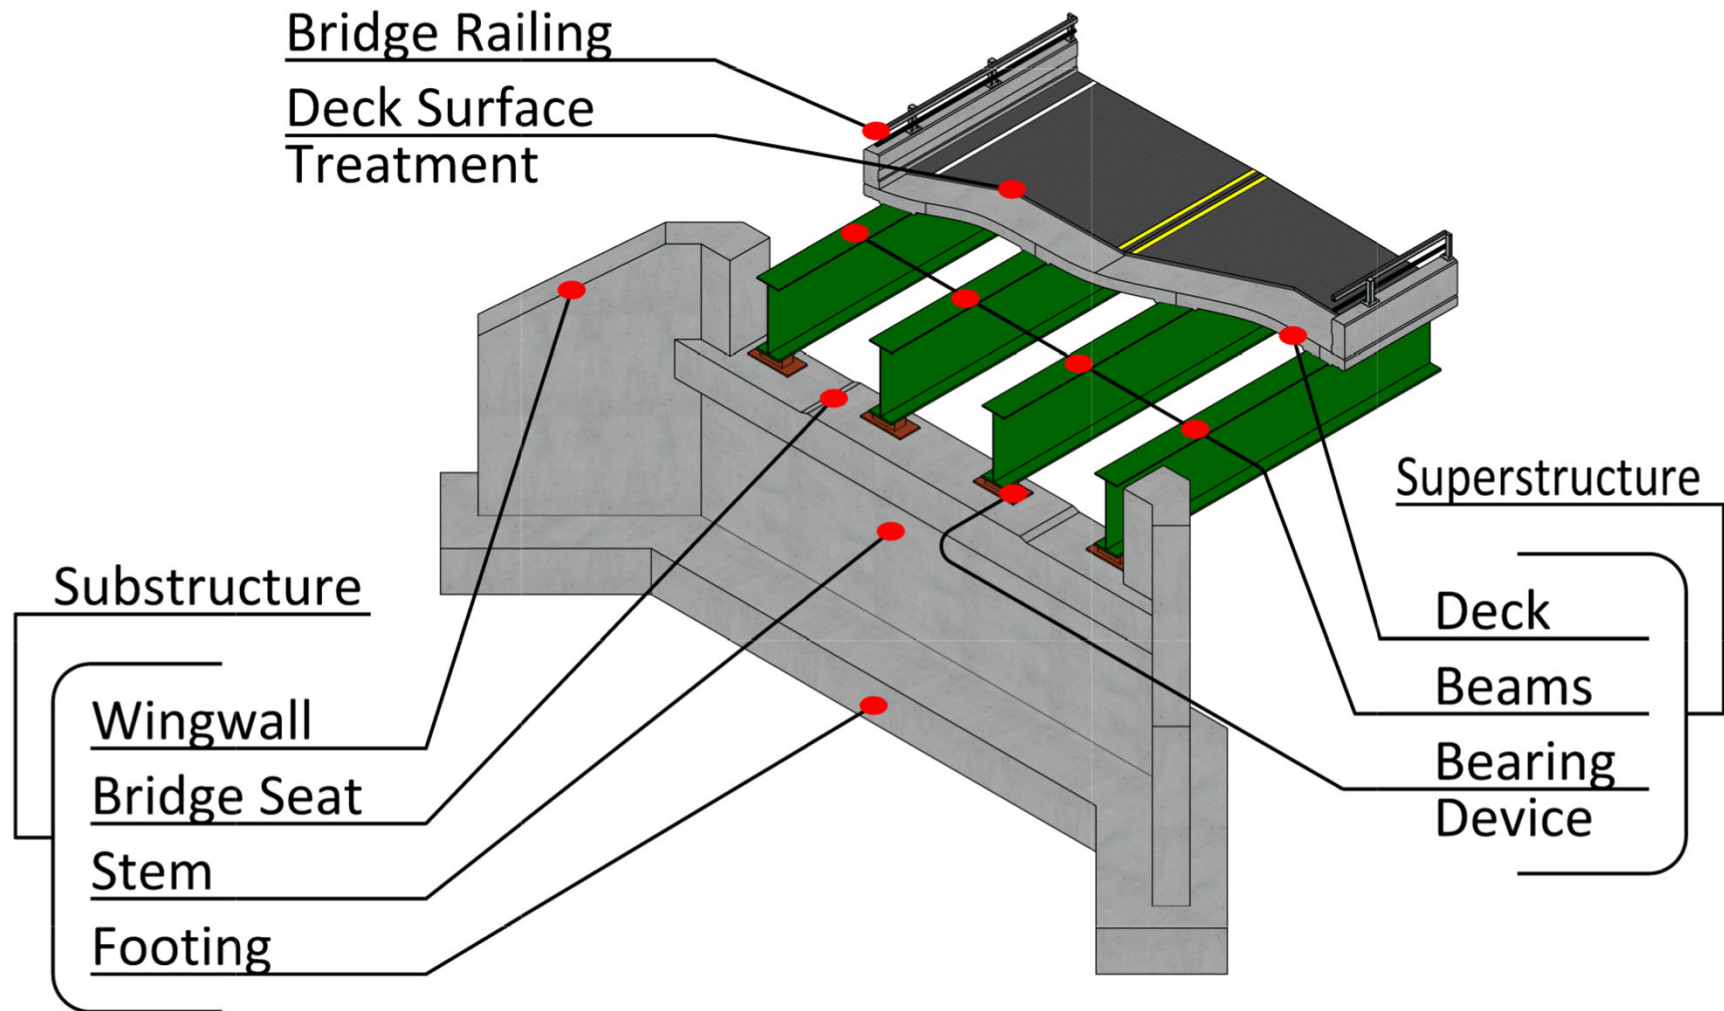 Bridge Railing
Deck Surface
Treatment
Substructure
Wingwall
Bridge Seat
Stem
Footing
Superstructure
Deck
Beams
Bearing
Device